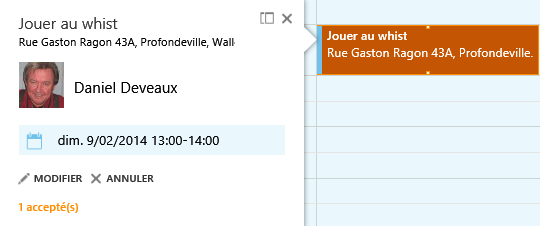 Jouer au whist
Rue Gaston Ragon 43A, Profondeville, Wall
Daniel Deveaux
dim. 9/02/2014 13:00-14:00
MODIFIER ANNULER
1 accepté(s)
Jouer au whist
Rue Gaston Ragon 43A, Profondeville.